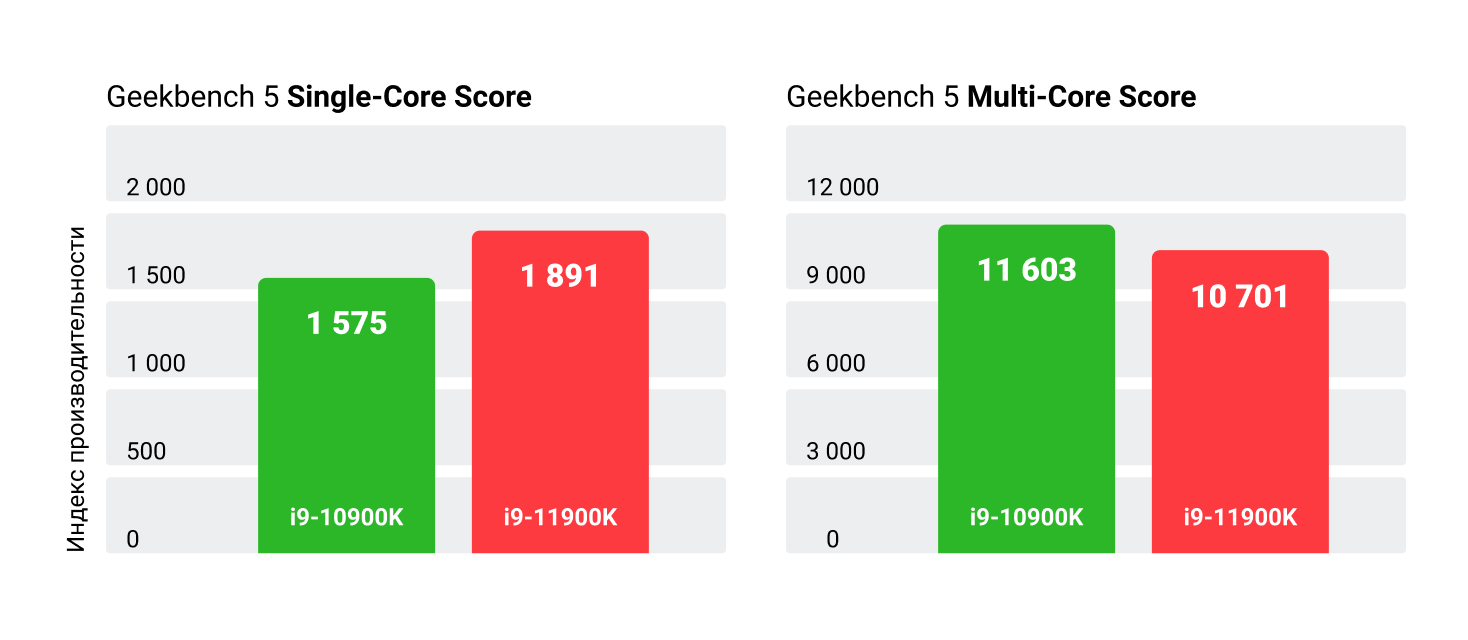 Geekbench 5 Single-Core Score
Индекс производительности
2 000
1 500
1 000
500
0
1 575
i9-10900K
1 891
i9-11900K
Geekbench 5 Multi-Core Score
12 000
9 000
6 000
3 000
0
11 603
i9-10900K
10 701
i9-11900K